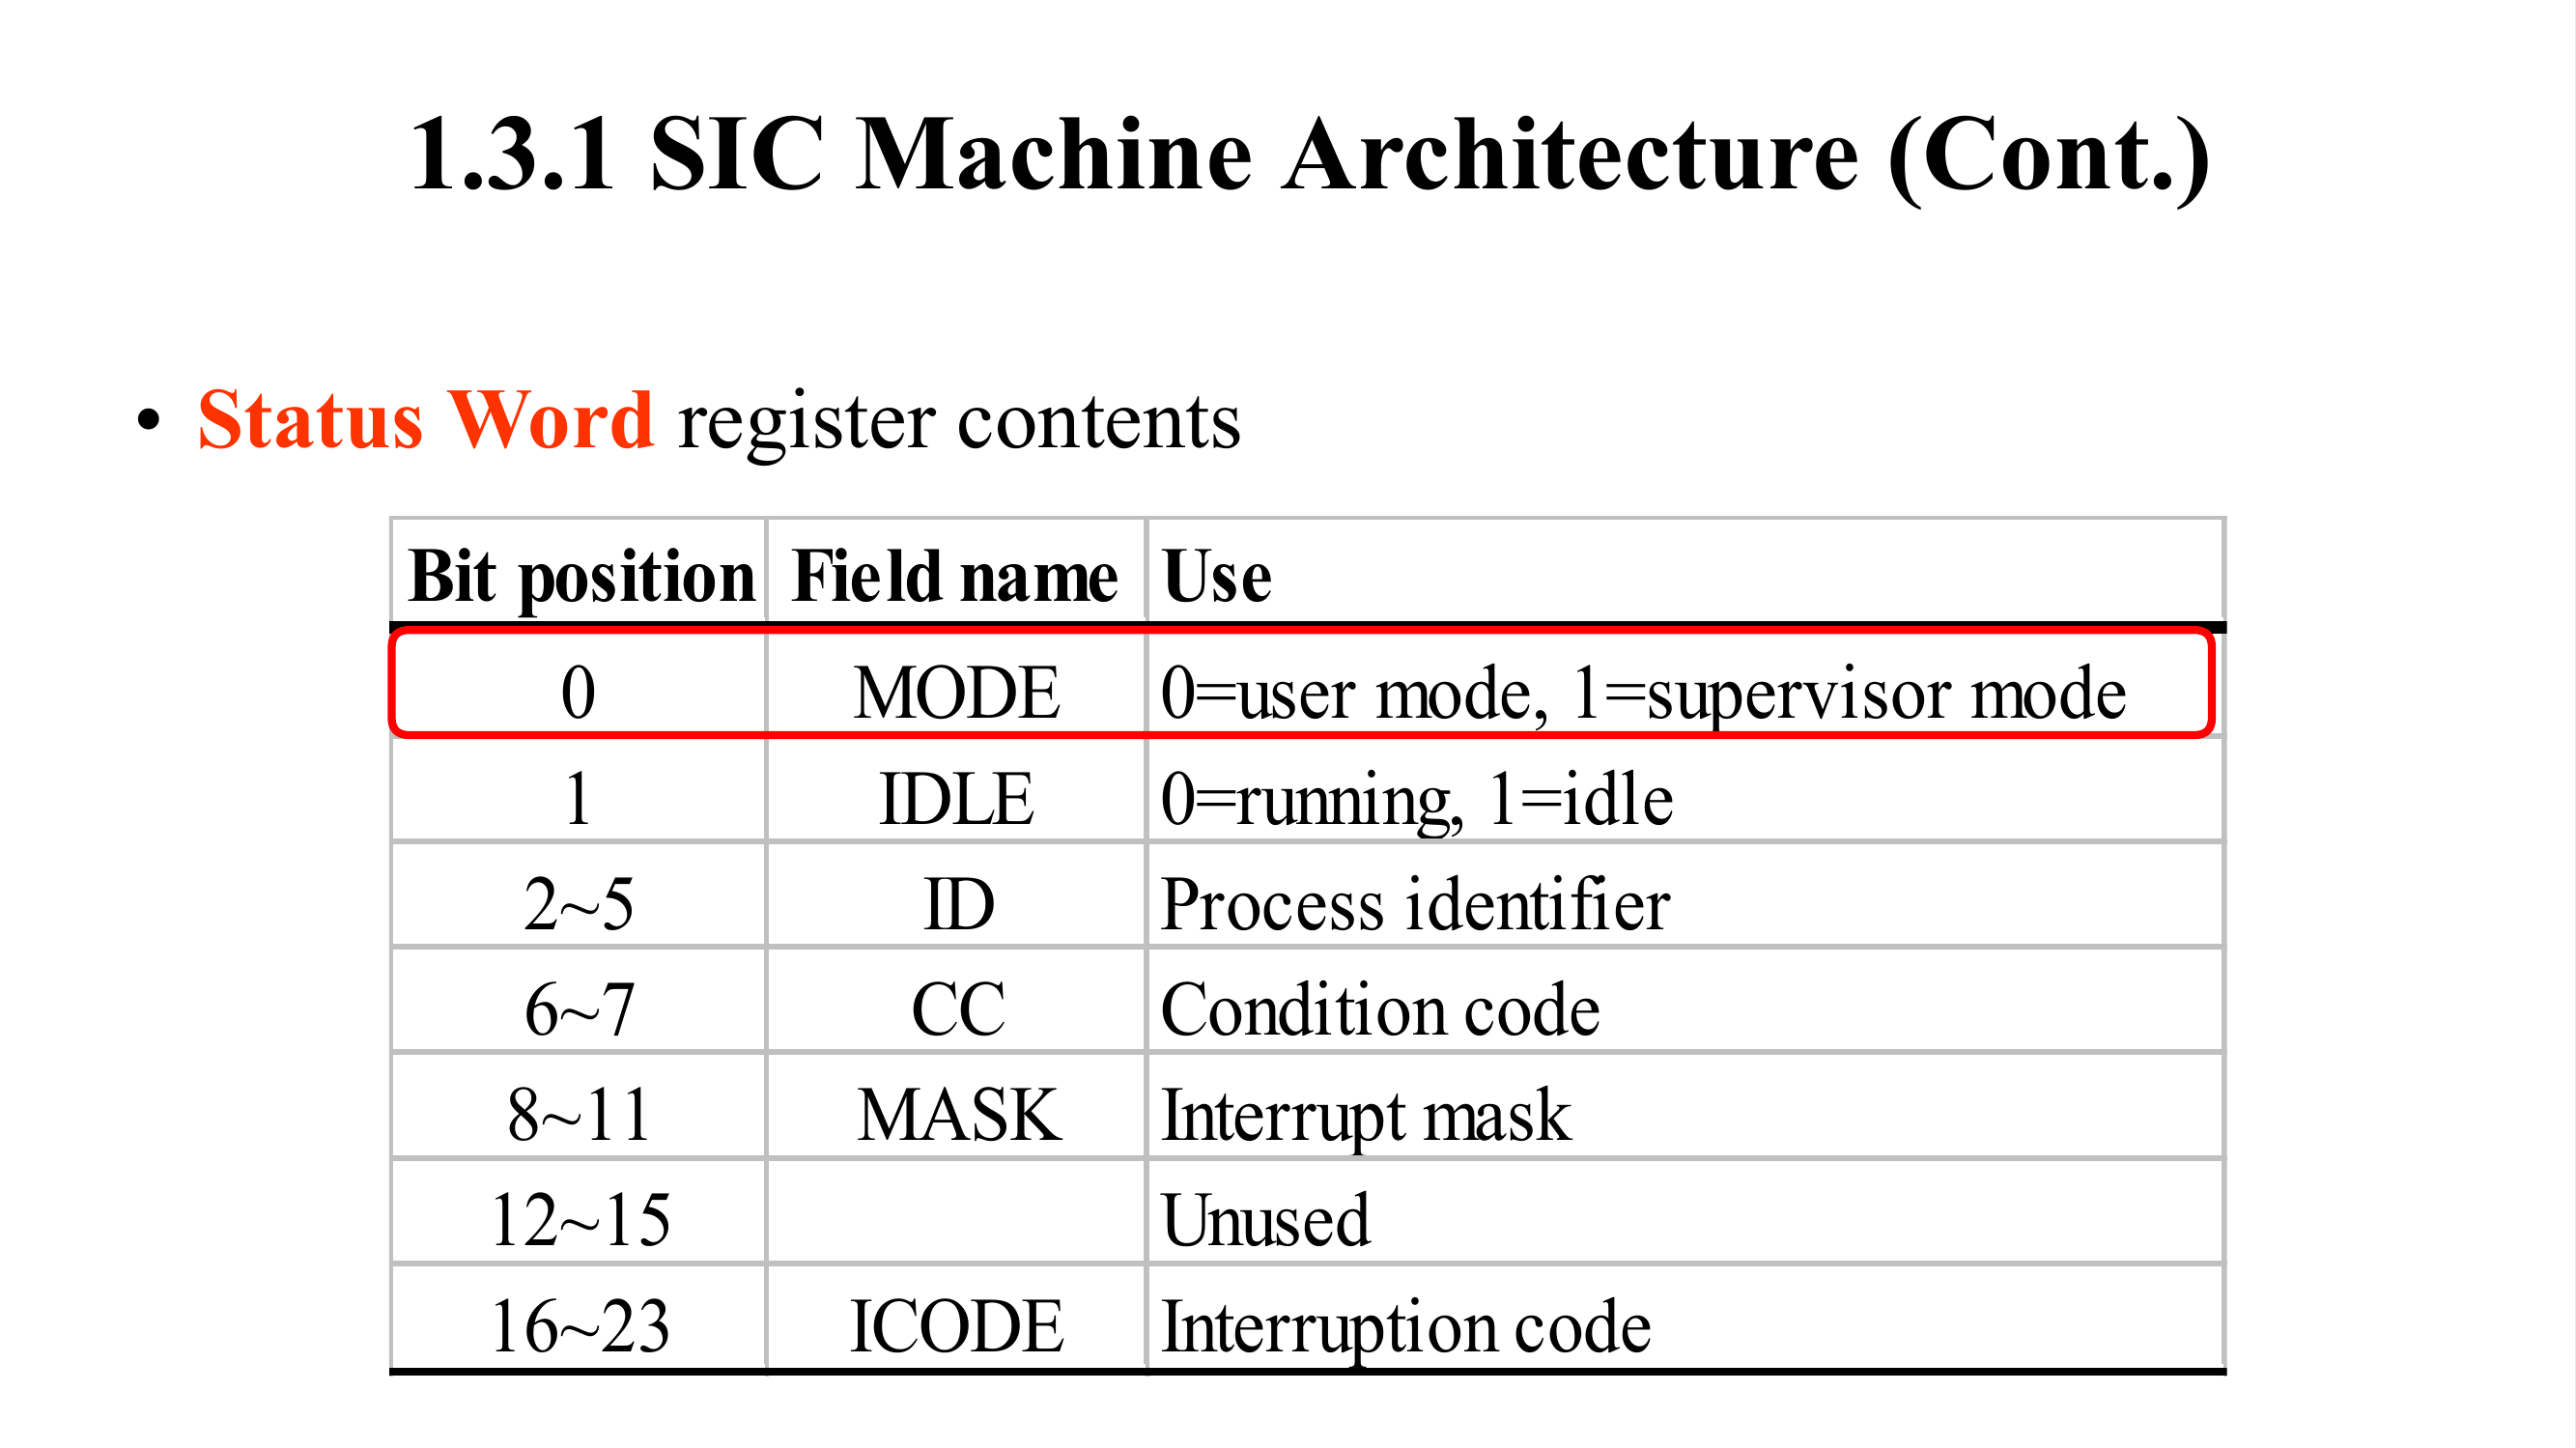 1.3.1 SIC Machine Architecture (Cont.)
• Status Word register contents
Bit position Field name Use
0 MODE 0=user mode, 1=supervisor mode
1 IDLE 0=running, 1=idle
2~5 ID Process identifier
6~7 CC Condition code
8~11 MASK Interrupt mask
12~15 Unused
16~23 ICODE Interruption code